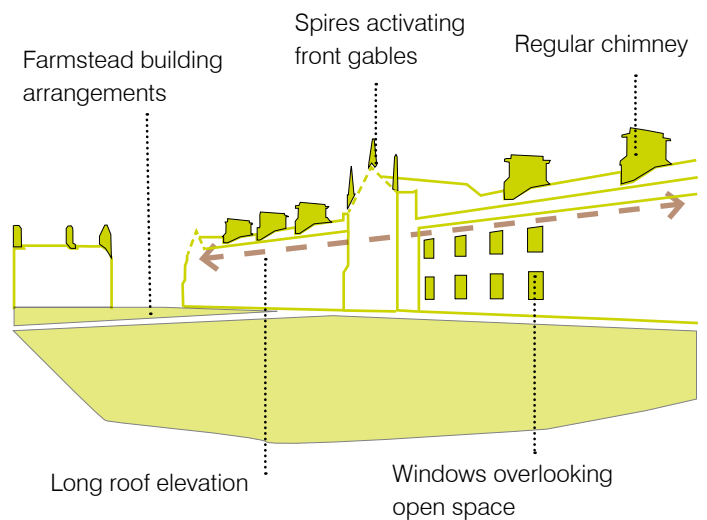 Spires activating
front gables
Regular chimney
Farmstead building
arrangements
Long roof elevation
Windows overlooking
open space